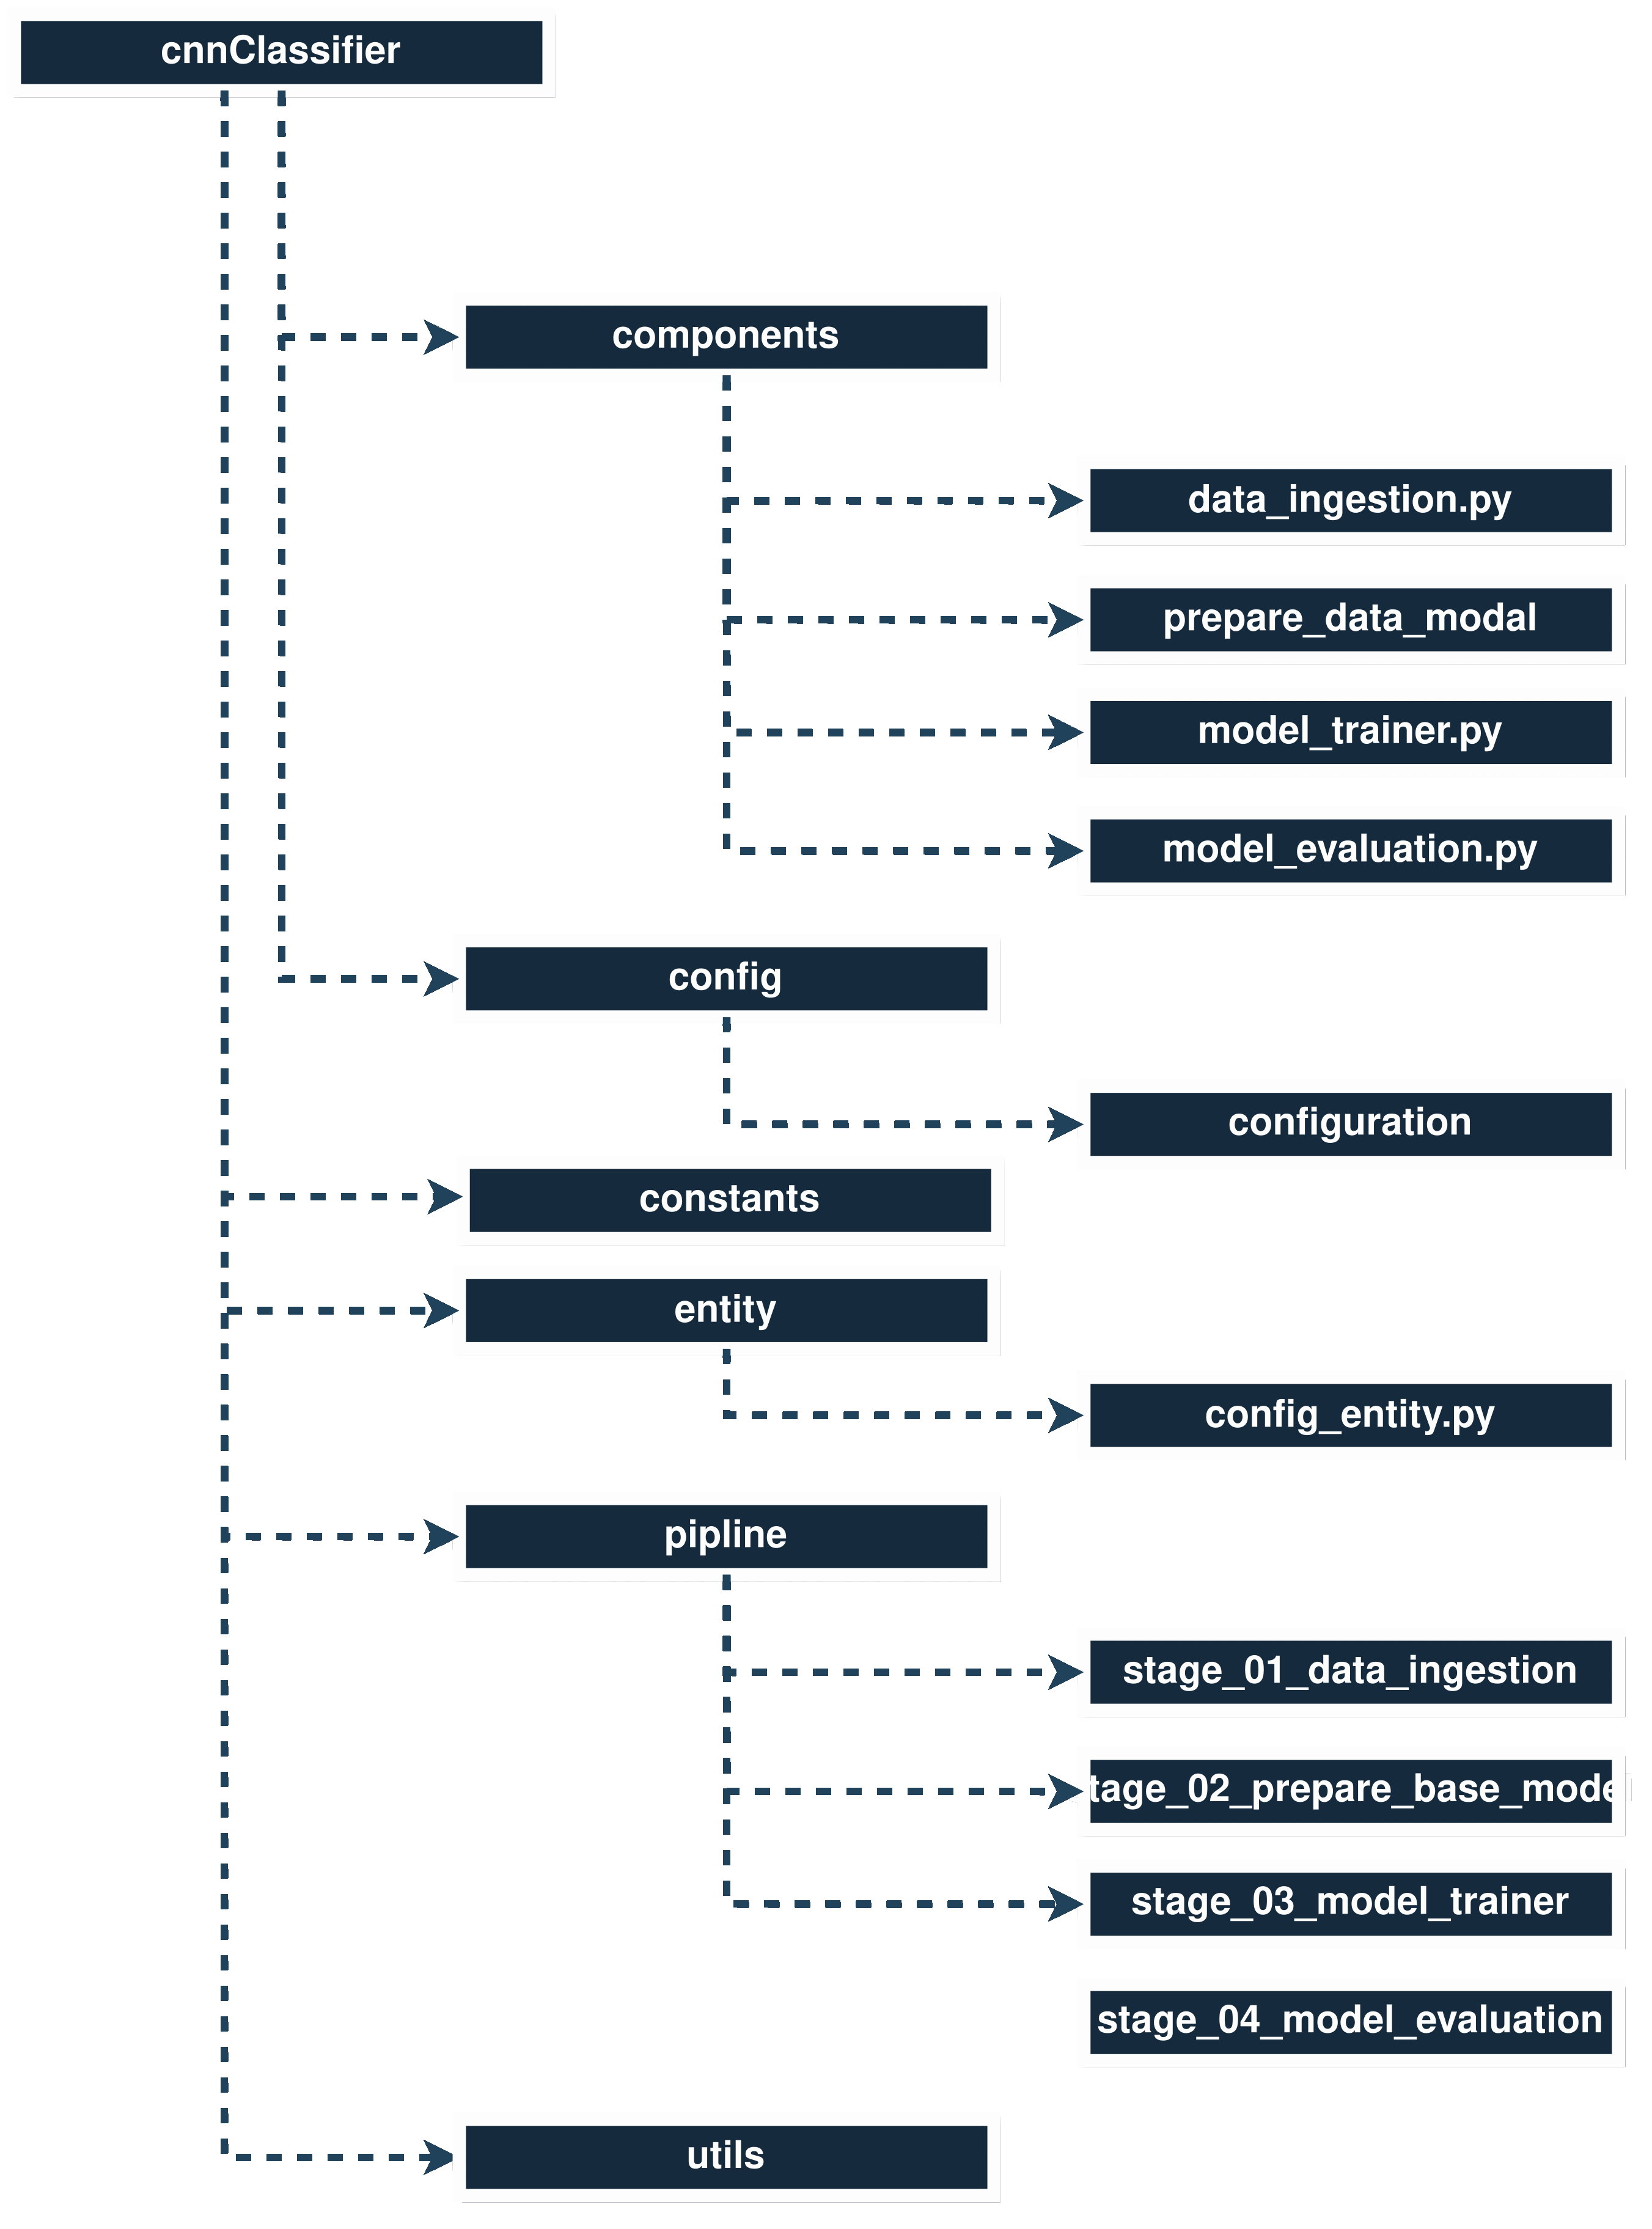 cnnClassifier
components
data_ingestion.py
prepare_data_modal
model_trainer.py
model_evaluation.py
config
configuration
constants
entity
config_entity.py
pipline
stage_01_data_ingestion
tage_02_prepare_base_mode
stage_03_model_trainer
stage_04_model_evaluation
utils